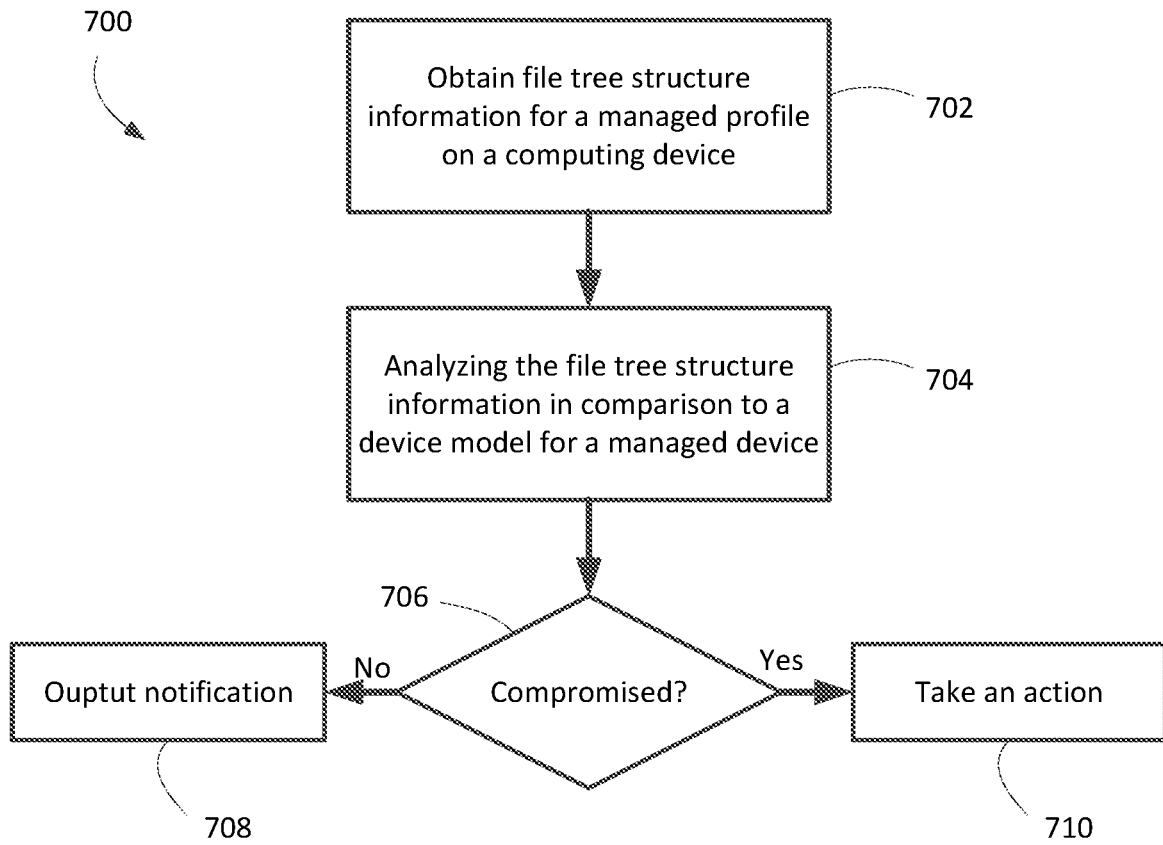 700
Obtain file tree structure
information for a managed profile
on a computing device
702
Analyzing the file tree structure
information in comparison to a
device model for a managed device
704
706
No
Yes
Ouptut notification
Compromised?
Take an action
708
710